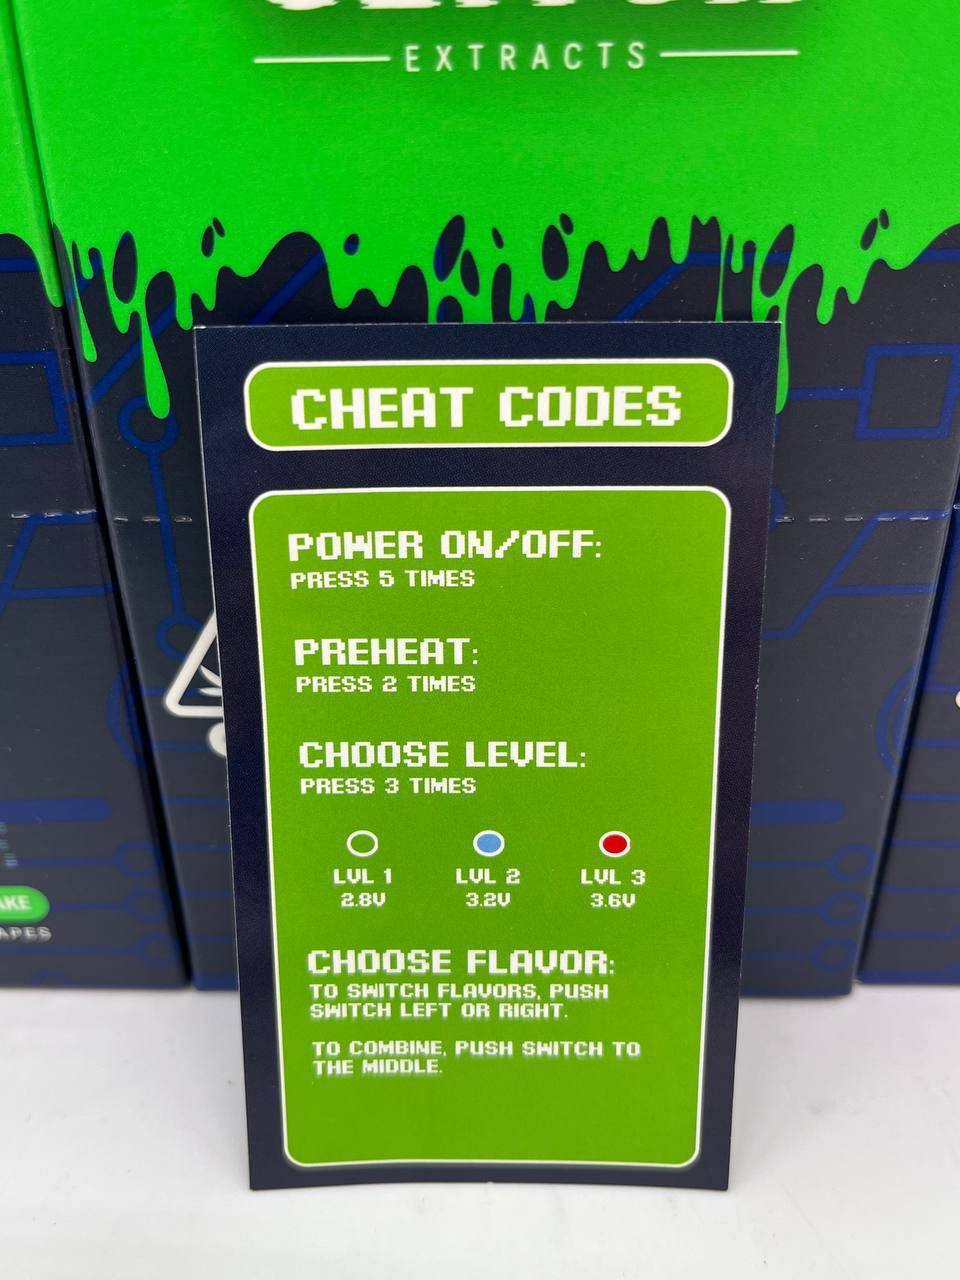 EXTRACTS
CHEAT CODES
POWER ON/OFF:
PRESS 5 TIMES
PREHEAT:
PRESS 2 TIMES
CHOOSE LEVEL:
PRESS 3 TIMES
LVL 1 LVL 2 LVL 3
2.8V 3.2V 3.6V
CHOOSE FLAVOR:
TO SWITCH FLAVORS, PUSH
SWITCH LEFT OR RIGHT.
TO COMBINE, PUSH SWITCH TO
THE MIDDLE.